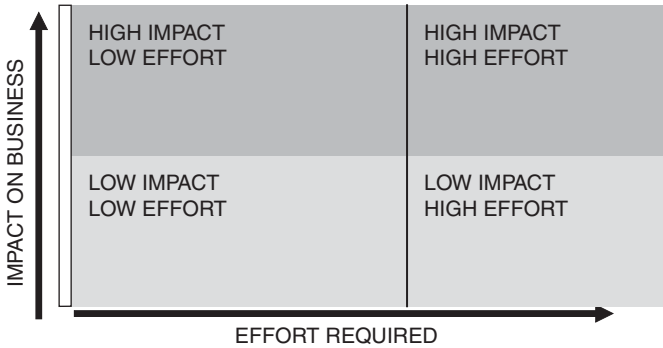 IMPACT ON BUSINESS
HIGH IMPACT
LOW EFFORT
HIGH IMPACT
HIGH EFFORT
LOW IMPACT
LOW EFFORT
LOW IMPACT
HIGH EFFORT
EFFORT REQUIRED